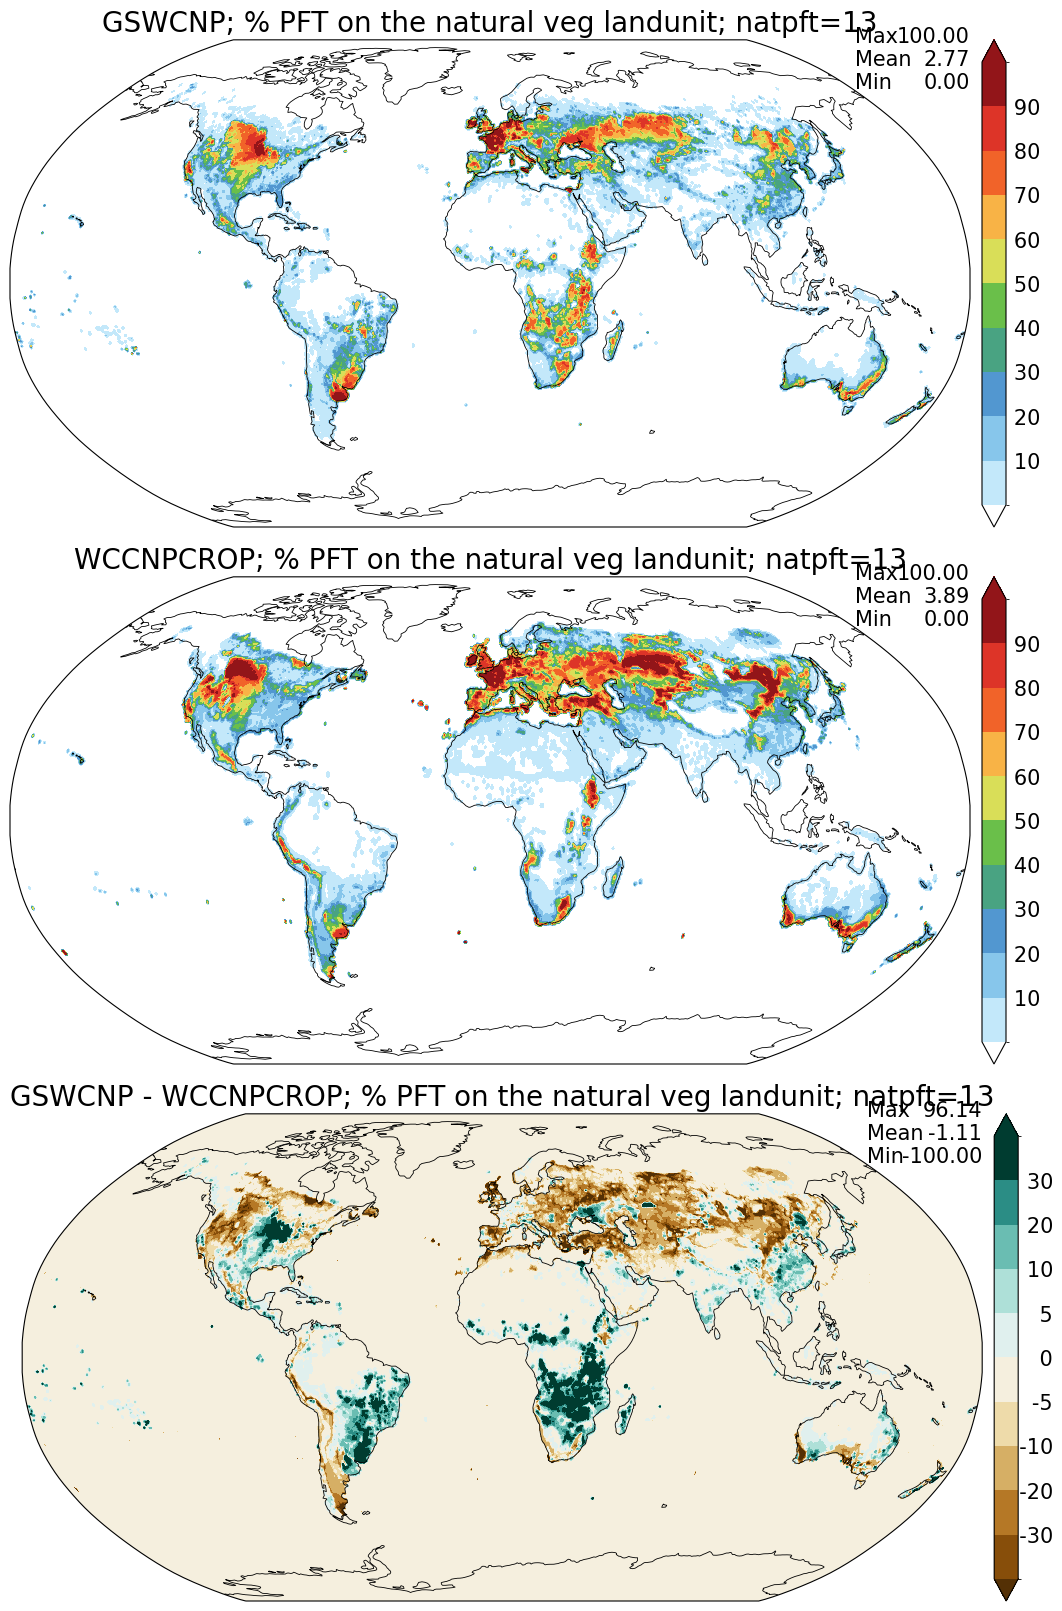 GSWCNP; % PFT on the natural veg landunit; natpft=13
Max 100.00
Mean 2.77
Min 0.00
90
80
70
60
50
40
30
20
10
WCCNPCROP; % PFT on the natural veg landunit; natpft=13
Max 100.00
Mean 3.89
Min 0.00
90
80
70
60
50
40
30
20
10
GSWCNP - WCCNPCROP; % PFT on the natural veg landunit; natpft=13
Max 96.14
Mean -1.11
Min -100.00
30
20
10
5
0
-5
-10
-20
-30